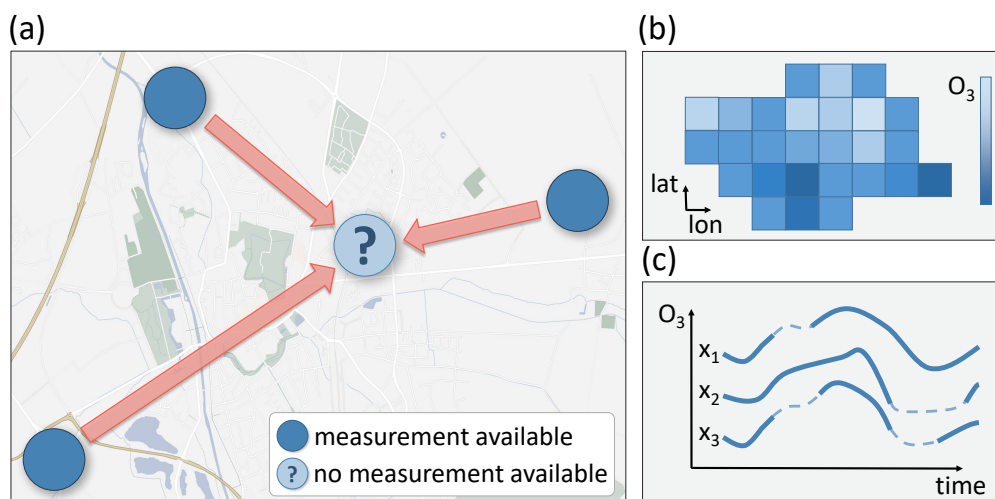 (a)
?
measurement available
? no measurement available
(b)
O₃
lat
lon
(c)
O₃
x₁
x₂
x₃
time